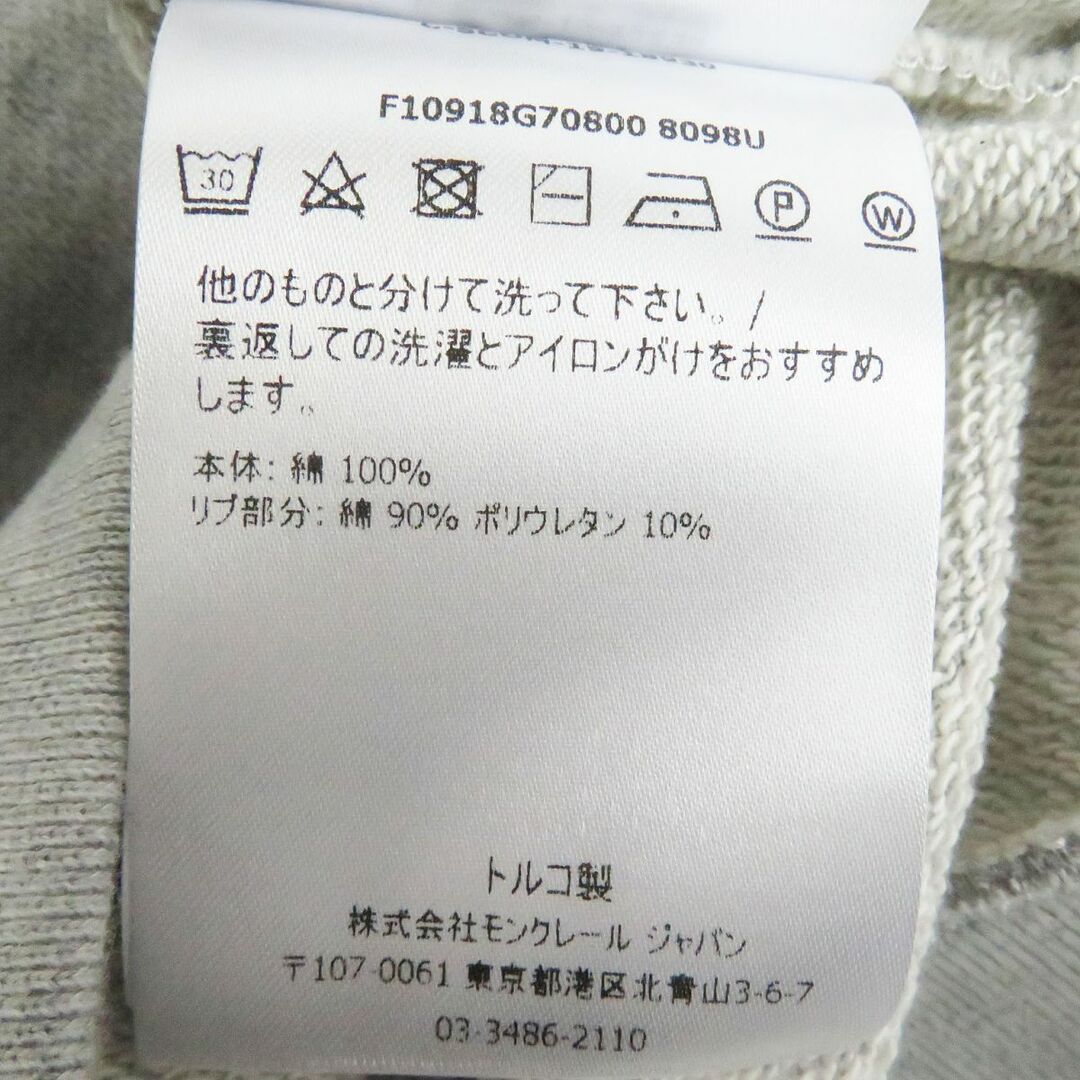 F10918G70800 8098U
30
P
W
他のものと分けて洗って下さい。/
裏返しての洗濯とアイロンがけをおすすめ
します。
本体: 綿 100%
リブ部分: 綿 90% ポリウレタン 10%
トルコ製
株式会社モンクレール ジャパン
〒107-0061 東京都港区北青山3-6-7
03-3486-2110